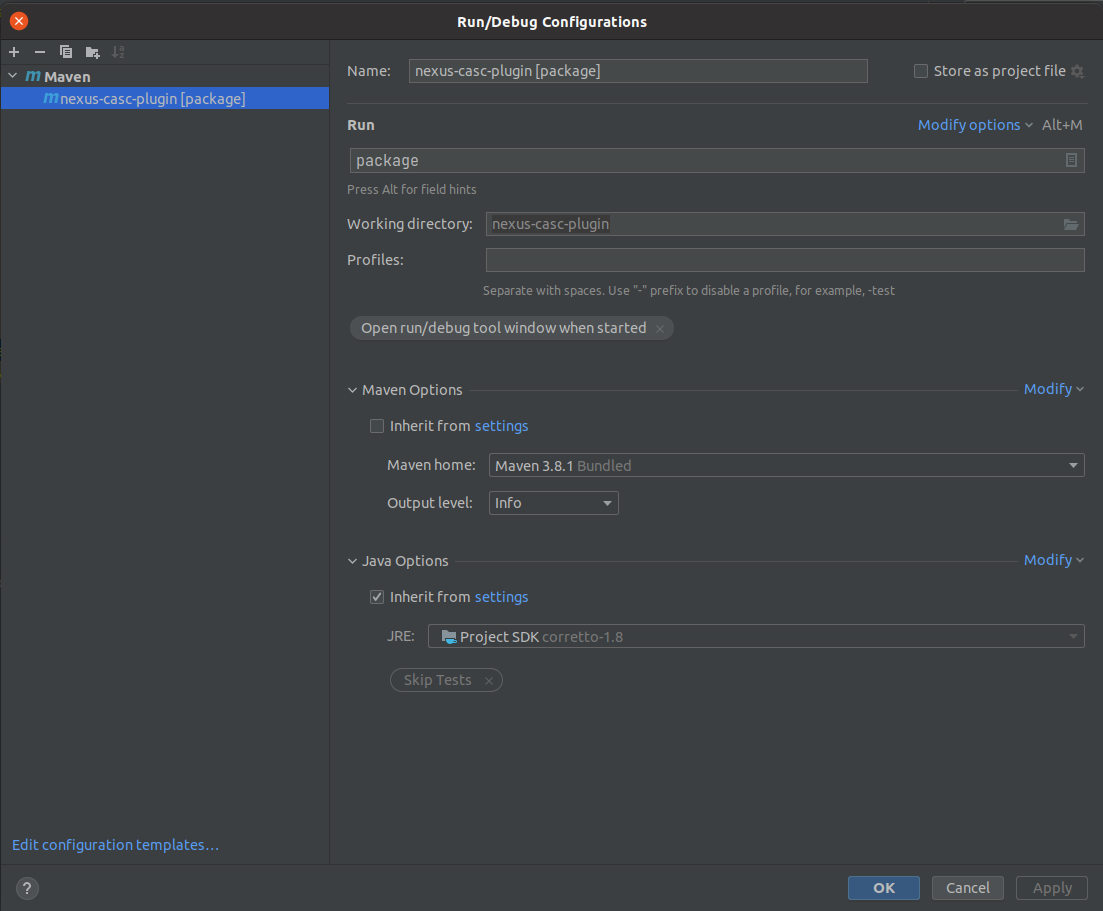 Run/Debug Configurations
Maven
nexus-casc-plugin [package]
Edit configuration templates...
Name: nexus-casc-plugin [package] Store as project file
Run Modify options Alt+M
package
Press Alt for field hints
Working directory: nexus-casc-plugin
Profiles:
Separate with spaces. Use "-" prefix to disable a profile, for example, -test
Open run/debug tool window when started ×
Maven Options Modify
Inherit from settings
Maven home: Maven 3.8.1 Bundled
Output level: Info
Java Options Modify
Inherit from settings
JRE: Project SDK corretto-1.8
Skip Tests ×
? OK Cancel Apply